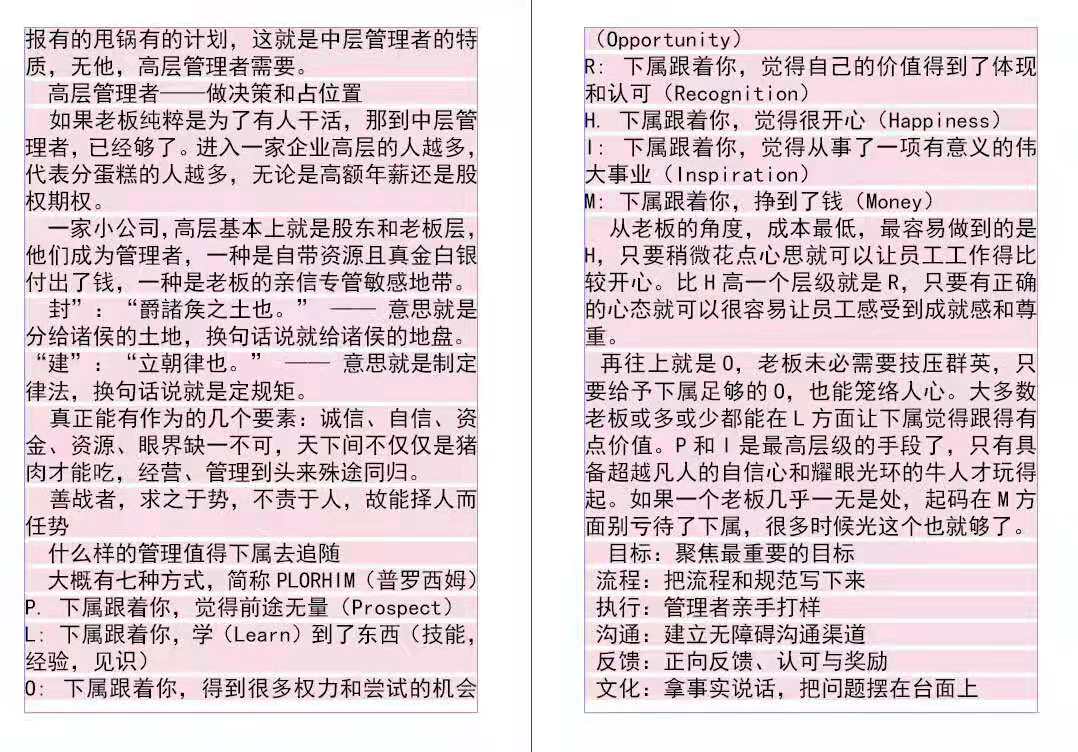 报有的甩锅有的计划，这就是中层管理者的特
质，无他，高层管理者需要。
高层管理者——做决策和占位置
如果老板纯粹是为了有人干活，那到中层管
理者，已经够了。进入一家企业高层的人越多，
代表分蛋糕的人越多，无论是高额年薪还是股
权期权。
一家小公司，高层基本上就是股东和老板层，
他们成为管理者，一种是自带资源且真金白银
付出了钱，一种是老板的亲信专管敏感地带。
封”：“爵諸矦之土也。” —— 意思就是
分给诸侯的土地，换句话说就给诸侯的地盘。
“建”：“立朝律也。” —— 意思就是制定
律法，换句话说就是定规矩。
真正能有作为的几个要素：诚信、自信、资
金、资源、眼界缺一不可，天下间不仅仅是猪
肉才能吃，经营、管理到头来殊途同归。
善战者，求之于势，不责于人，故能择人而
任势
什么样的管理值得下属去追随
大概有七种方式，简称 PLORHIM（普罗西姆）
P. 下属跟着你，觉得前途无量（Prospect）
L: 下属跟着你，学（Learn）到了东西（技能，
经验，见识）
O: 下属跟着你，得到很多权力和尝试的机会
（Opportunity）
R: 下属跟着你，觉得自己的价值得到了体现
和认可（Recognition）
H. 下属跟着你，觉得很开心（Happiness）
I: 下属跟着你，觉得从事了一项有意义的伟
大事业（Inspiration）
M: 下属跟着你，挣到了钱（Money）
从老板的角度，成本最低，最容易做到的是
H，只要稍微花点心思就可以让员工工作得比
较开心。比 H 高一个层级就是 R，只要有正确
的心态就可以很容易让员工感受到成就感和尊
重。
再往上就是 O，老板未必需要技压群英，只
要给予下属足够的 O，也能笼络人心。大多数
老板或多或少都能在 L 方面让下属觉得跟得有
点价值。P 和 I 是最高层级的手段了，只有具
备超越凡人的自信心和耀眼光环的牛人才玩得
起。如果一个老板几乎一无是处，起码在 M 方
面别亏待了下属，很多时候光这个也就够了。
目标：聚焦最重要的目标
流程：把流程和规范写下来
执行：管理者亲手打样
沟通：建立无障碍沟通渠道
反馈：正向反馈、认可与奖励
文化：拿事实说话，把问题摆在台面上